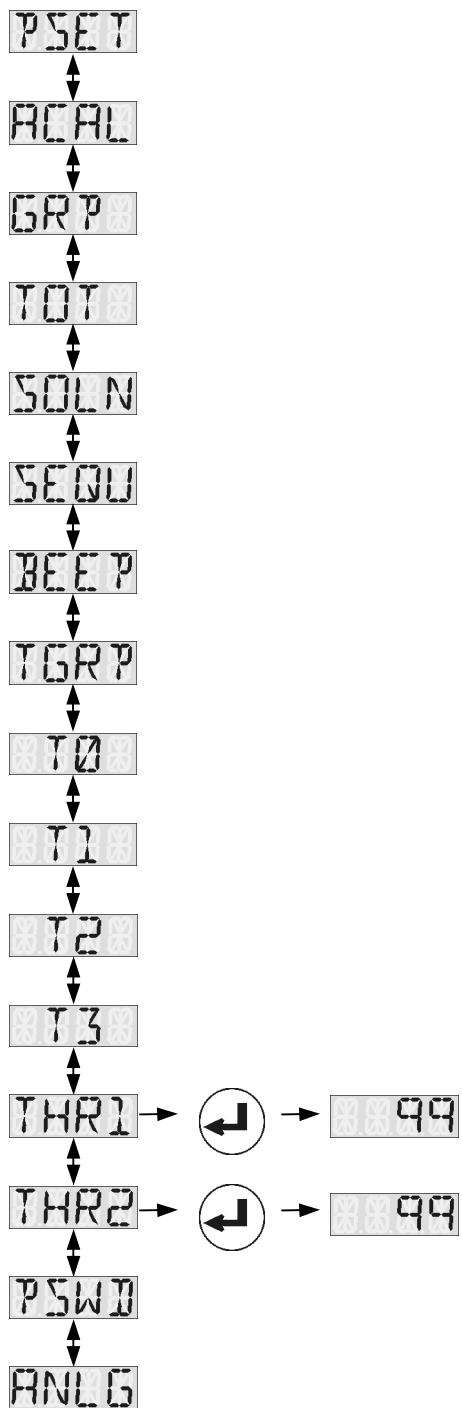 PSET
ACAL
GRP
TOT
SOLN
SEQU
BEEP
TGRP
T0
T1
T2
T3
THR1 99
THR2 99
PSWD
ANLG